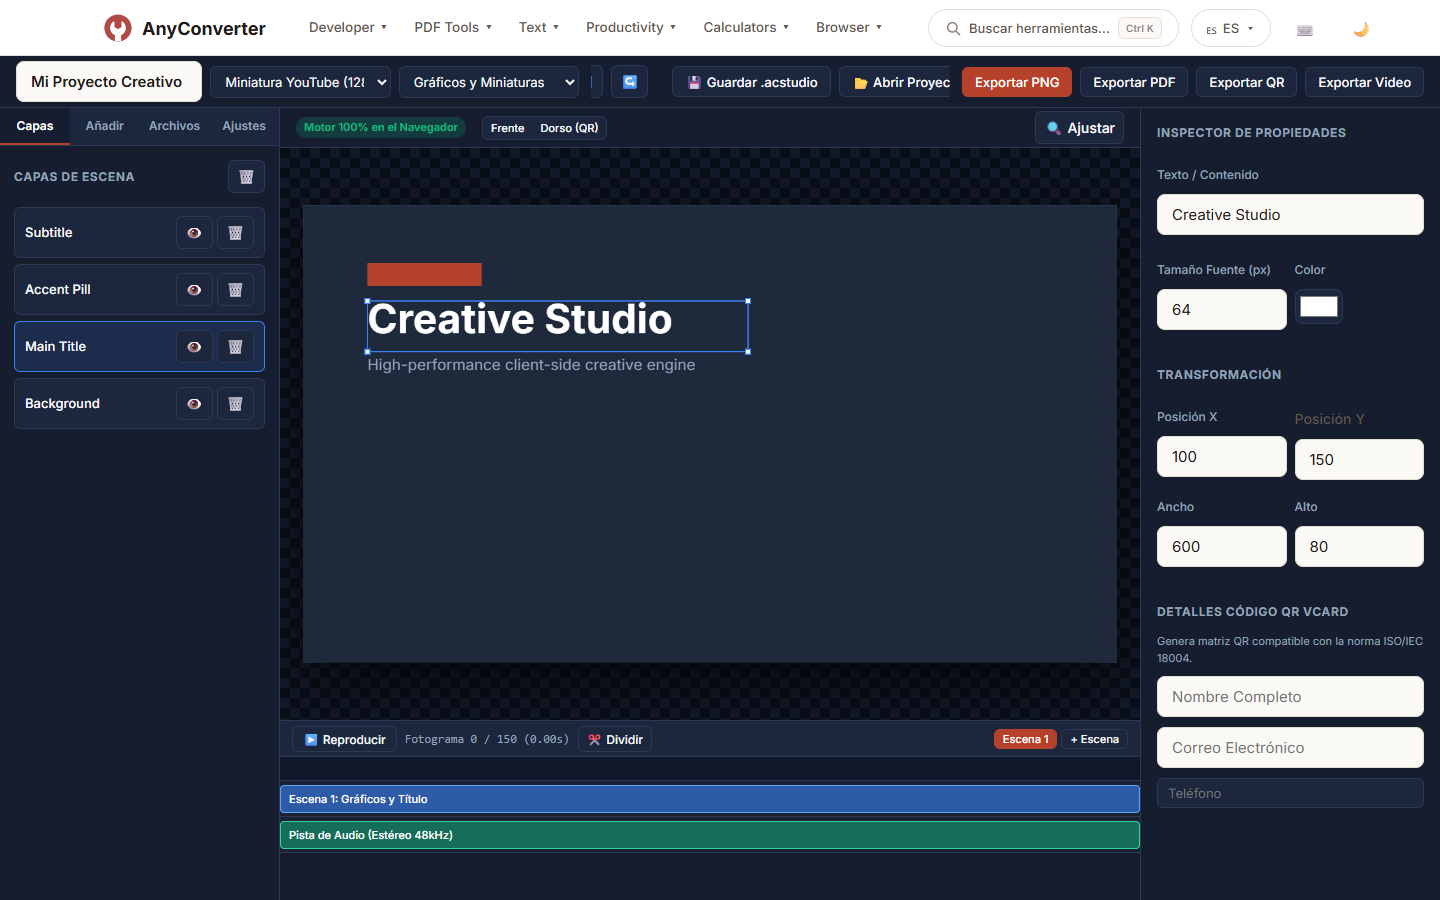 AnyConverter
Developer ▾ PDF Tools ▾ Text ▾ Productivity ▾ Calculators ▾ Browser ▾
Buscar herramientas... Ctrl K
ES ES ▾
Mi Proyecto Creativo
Miniatura YouTube (128
Gráficos y Miniaturas
Guardar .acstudio
Abrir Proyec
Exportar PNG
Exportar PDF
Exportar QR
Exportar Video
Capas Añadir Archivos Ajustes
Motor 100% en el Navegador
Frente Dorso (QR)
Ajustar
CAPAS DE ESCENA
Subtitle
Accent Pill
Main Title
Background
Creative Studio
High-performance client-side creative engine
Reproducir
Fotograma 0 / 150 (0.00s)
Dividir
Escena 1
+ Escena
Escena 1: Gráficos y Título
Pista de Audio (Estéreo 48kHz)
INSPECTOR DE PROPIEDADES
Texto / Contenido
Creative Studio
Tamaño Fuente (px) Color
64
TRANSFORMACIÓN
Posición X Posición Y
100 150
Ancho Alto
600 80
DETALLES CÓDIGO QR VCARD
Genera matriz QR compatible con la norma ISO/IEC
18004.
Nombre Completo
Correo Electrónico
Teléfono